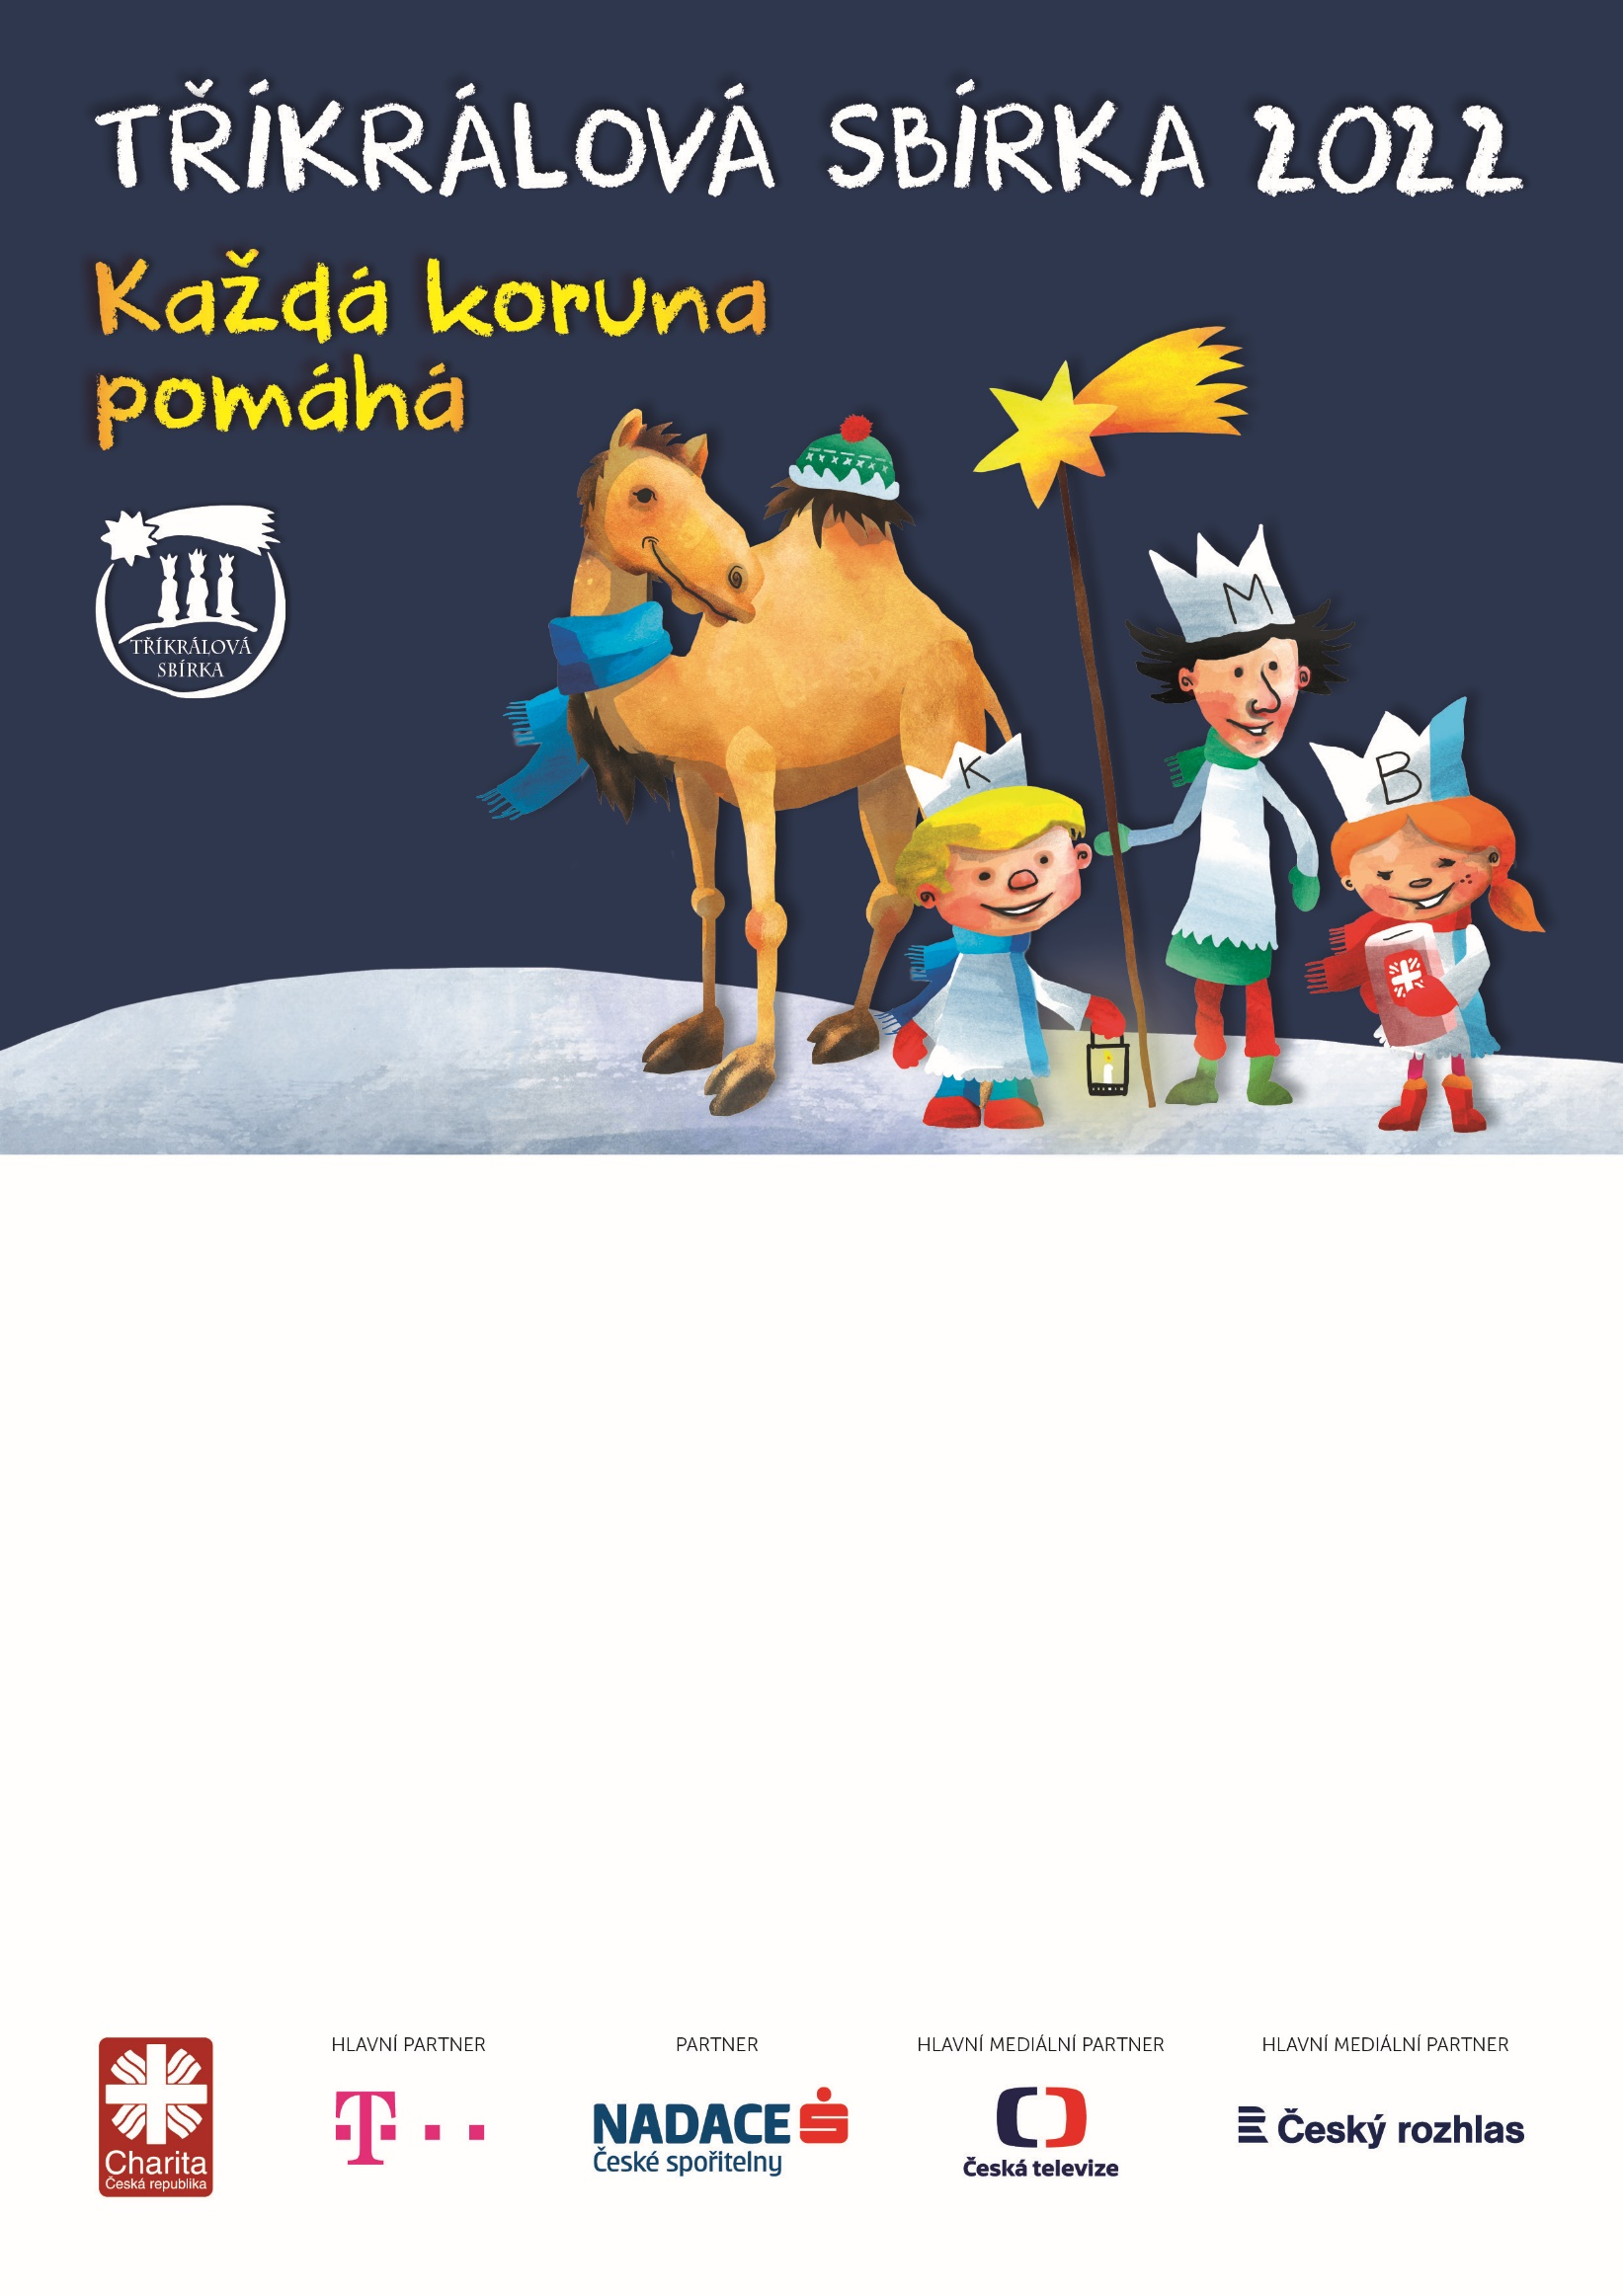 TŘÍKRÁLOVÁ SBÍRKA 2022
Každá koruna
pomáhá
TŘÍKRÁLOVÁ
SBÍRKA
M
K
B
HLAVNÍ PARTNER
PARTNER
HLAVNÍ MEDIÁLNÍ PARTNER
HLAVNÍ MEDIÁLNÍ PARTNER
Charita
Česká republika
T
NADACE
České spořitelny
Česká televize
Český rozhlas